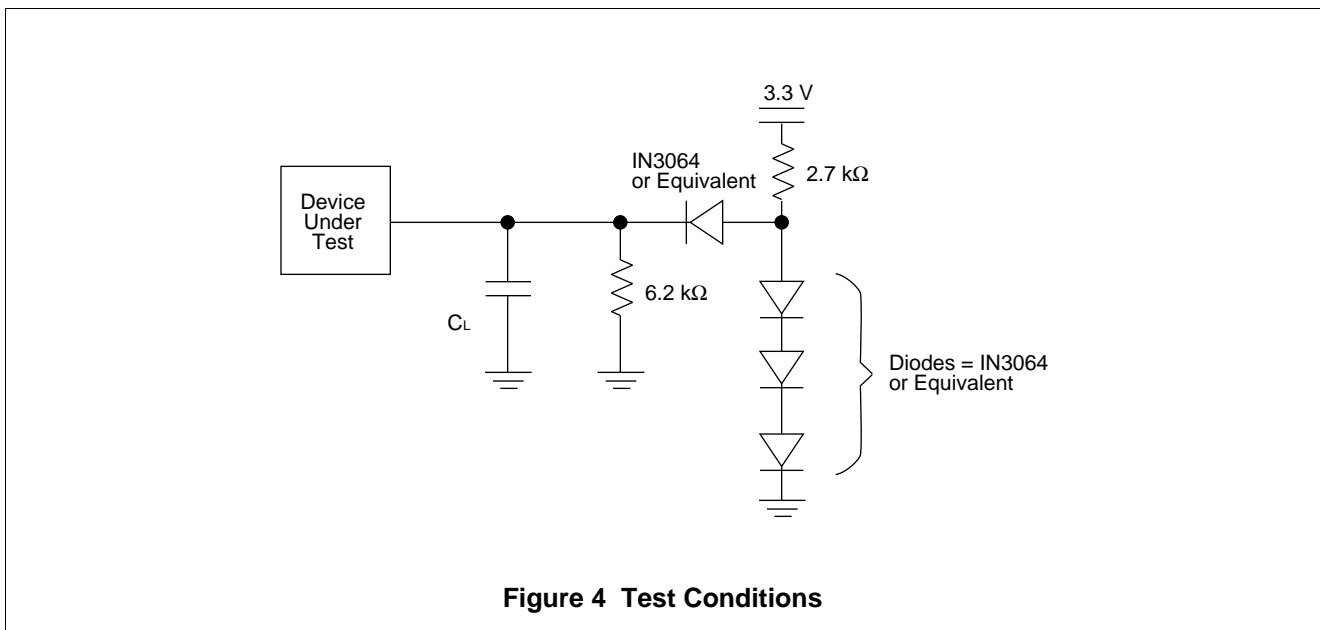 3.3 V
IN3064
or Equivalent
2.7 kΩ
Device
Under
Test
6.2 kΩ
CL
Diodes = IN3064
or Equivalent
Figure 4 Test Conditions